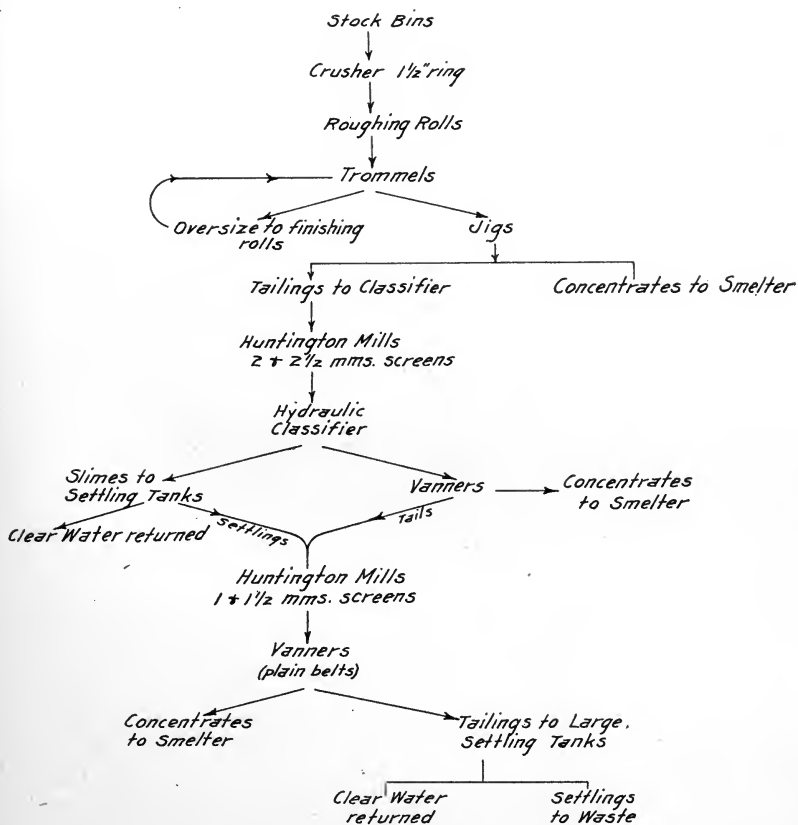 Stock Bins
Crusher 1½" ring
Roughing Rolls
Trommels
Oversize to finishing
rolls
Jigs
Tailings to Classifier
Concentrates to Smelter
Huntington Mills
2 + 2½ mms. screens
Hydraulic
Classifier
Slimes to
Settling Tanks
Vanners
Concentrates
to Smelter
Clear Water returned
Settlings
Tails
Huntington Mills
1 + 1½ mms. screens
Vanners
(plain belts)
Concentrates
to Smelter
Tailings to Large.
Settling Tanks
Clear Water
returned
Settlings
to Waste